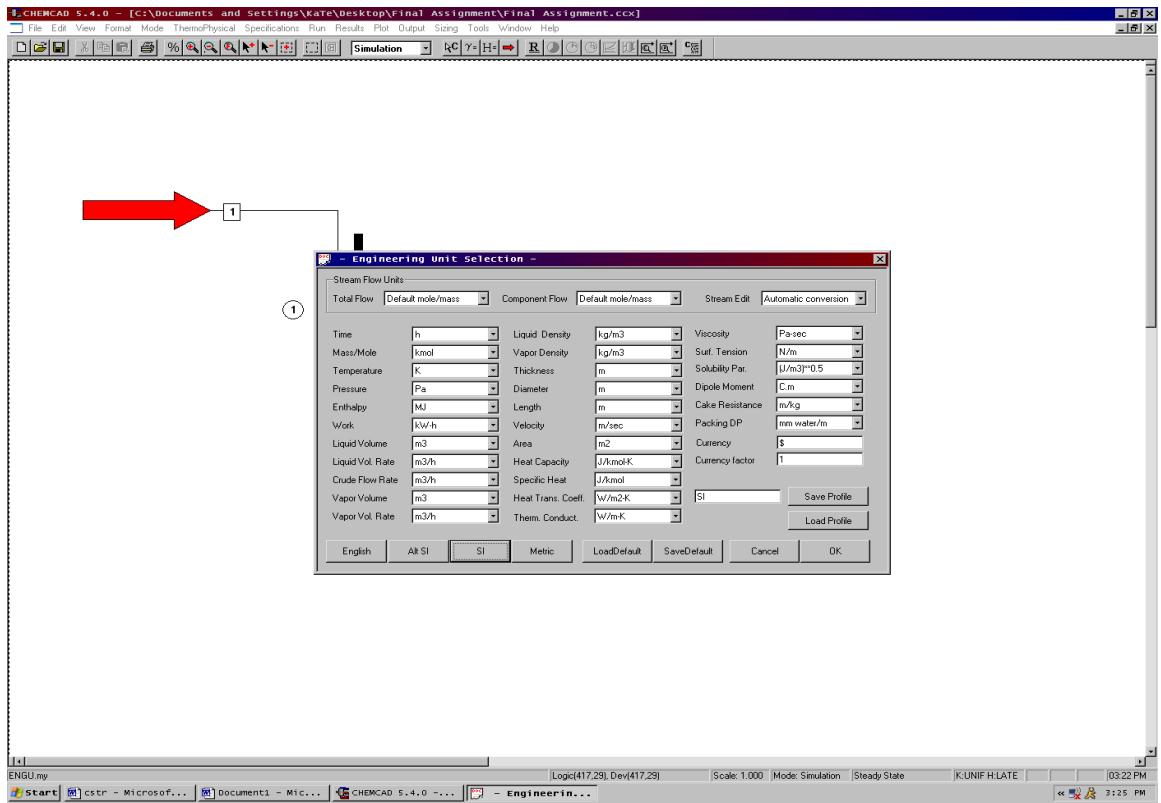 CHEMCAD 5.4.0 - [C:\Documents and Settings\KaTe\Desktop\Final Assignment\Final Assignment.ccx]
File Edit View Format Mode ThermoPhysical Specifications Run Results Plot Output Sizing Tools Window Help
Simulation
1
- Engineering Unit Selection -
Stream Flow Units
Total Flow Default mole/mass Component Flow Default mole/mass Stream Edit Automatic conversion
1
Time h Liquid Density kg/m3 Viscosity Pa-sec
Mass/Mole kmol Vapor Density kg/m3 Surf. Tension N/m
Temperature K Thickness m Solubility Par. (J/m3)**0.5
Pressure Pa Diameter m Dipole Moment C.m
Enthalpy MJ Length m Cake Resistance m/kg
Work kW-h Velocity m/sec Packing DP mm water/m
Liquid Volume m3 Area m2 Currency $
Liquid Vol. Rate m3/h Heat Capacity J/kmol-K Currency factor 1
Crude Flow Rate m3/h Specific Heat J/kmol
Vapor Volume m3 Heat Trans. Coeff. W/m2-K SI Save Profile
Vapor Vol. Rate m3/h Therm. Conduct. W/m-K Load Profile
English Alt SI SI Metric LoadDefault SaveDefault Cancel OK
ENGU.my Logic(417,29), Dev(417,29) Scale: 1.000 Mode: Simulation Steady State K:UNIF H:LATE 03:22 PM
Start cstr - Microsof... Document1 - Mic... CHEMCAD 5.4.0 -... - Engineerin... 3:25 PM